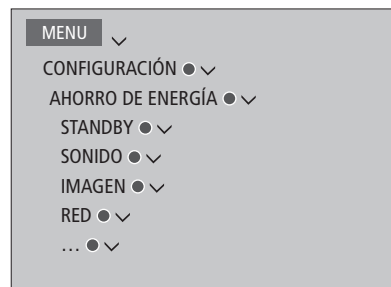 MENU
CONFIGURACIÓN
AHORRO DE ENERGÍA
STANDBY
SONIDO
IMAGEN
RED
…